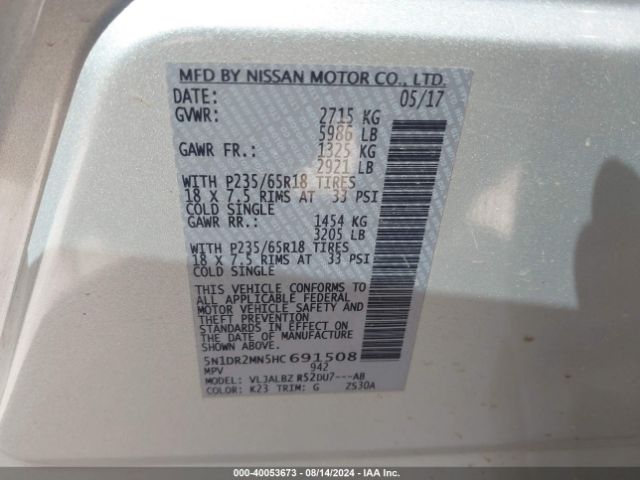 MFD BY NISSAN MOTOR CO., LTD.
DATE: 05/17
GVWR: 2715 KG
5986 LB
GAWR FR.: 1325 KG
2921 LB
WITH P235/65R18 TIRES
18 X 7.5 RIMS AT 33 PSI
COLD SINGLE
GAWR RR.: 1454 KG
3205 LB
WITH P235/65R18 TIRES
18 X 7.5 RIMS AT 33 PSI
COLD SINGLE
THIS VEHICLE CONFORMS TO
ALL APPLICABLE FEDERAL
MOTOR VEHICLE SAFETY AND
THEFT PREVENTION
STANDARDS IN EFFECT ON
THE DATE OF MANUFACTURE
SHOWN ABOVE.
5N1DR2MN5HC691508
MPV 942
MODEL: VLJALBZ R52DU7---AB
COLOR: K23 TRIM: G ZS30A
000-40053673 - 08/14/2024 - IAAI.COM